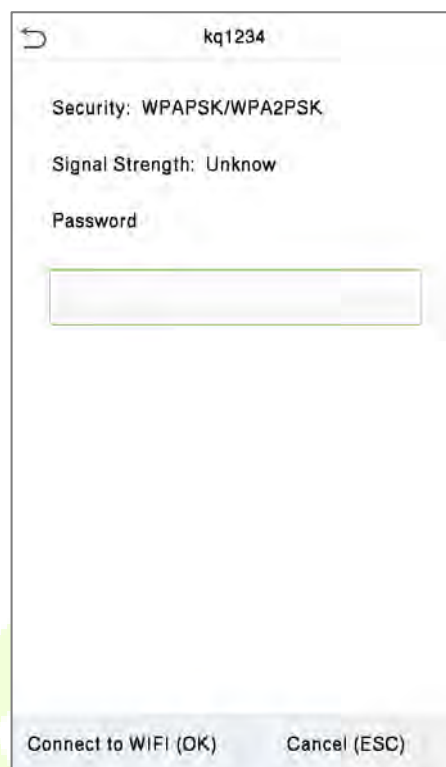 kq1234
Security: WPAPSK/WPA2PSK
Signal Strength: Unknow
Password
Connect to WIFI (OK) Cancel (ESC)